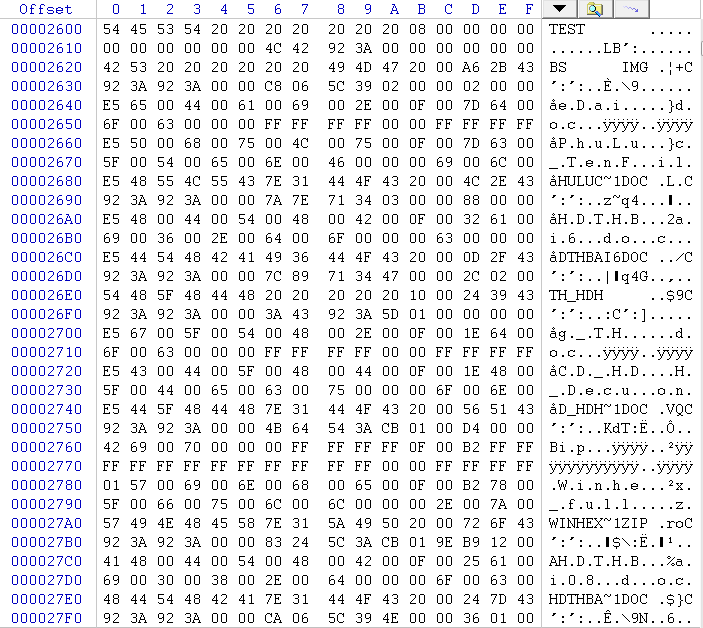 Offset 0 1 2 3 4 5 6 7 8 9 A B C D E F
00002600 54 45 53 54 20 20 20 20 20 20 20 08 00 00 00 00 TEST .....
00002610 00 00 00 00 00 00 4C 42 92 3A 00 00 00 00 00 00 ......LB’:......
00002620 42 53 20 20 20 20 20 20 49 4D 47 20 00 A6 2B 43 BS IMG .¦+C
00002630 92 3A 92 3A 00 00 C8 06 5C 39 02 00 00 02 00 00 ’:’:..È.\9......
00002640 E5 65 00 44 00 61 00 69 00 2E 00 0F 00 7D 64 00 åe.D.a.i.....}d.
00002650 6F 00 63 00 00 00 FF FF FF FF 00 00 FF FF FF FF o.c...ÿÿÿÿ..ÿÿÿÿ
00002660 E5 50 00 68 00 75 00 4C 00 75 00 0F 00 7D 63 00 åP.h.u.L.u...}c.
00002670 5F 00 54 00 65 00 6E 00 46 00 00 00 69 00 6C 00 _.T.e.n.F...i.l.
00002680 E5 48 55 4C 55 43 7E 31 44 4F 43 20 00 4C 2E 43 åHULUC~1DOC .L.C
00002690 92 3A 92 3A 00 00 7A 7E 71 34 03 00 00 88 00 00 ’:’:..z~q4...▮..
000026A0 E5 48 00 44 00 54 00 48 00 42 00 0F 00 32 61 00 åH.D.T.H.B...2a.
000026B0 69 00 36 00 2E 00 64 00 6F 00 00 00 63 00 00 00 i.6...d.o...c...
000026C0 E5 44 54 48 42 41 49 36 44 4F 43 20 00 0D 2F 43 åDTHBAI6DOC ../C
000026D0 92 3A 92 3A 00 00 7C 89 71 34 47 00 00 2C 02 00 ’:’:..|▮q4G..,..
000026E0 54 48 5F 48 44 48 20 20 20 20 20 10 00 24 39 43 TH_HDH ..$9C
000026F0 92 3A 92 3A 00 00 3A 43 92 3A 5D 01 00 00 00 00 ’:’:..:C’:].....
00002700 E5 67 00 5F 00 54 00 48 00 2E 00 0F 00 1E 64 00 åg._.T.H......d.
00002710 6F 00 63 00 00 00 FF FF FF FF 00 00 FF FF FF FF o.c...ÿÿÿÿ..ÿÿÿÿ
00002720 E5 43 00 44 00 5F 00 48 00 44 00 0F 00 1E 48 00 åC.D._.H.D....H.
00002730 5F 00 44 00 65 00 63 00 75 00 00 00 6F 00 6E 00 _.D.e.c.u...o.n.
00002740 E5 44 5F 48 44 48 7E 31 44 4F 43 20 00 56 51 43 åD_HDH~1DOC .VQC
00002750 92 3A 92 3A 00 00 4B 64 54 3A CB 01 00 D4 00 00 ’:’:..KdT:Ë..Ô..
00002760 42 69 00 70 00 00 00 FF FF FF FF 0F 00 B2 FF FF Bi.p...ÿÿÿÿ..²ÿÿ
00002770 FF FF FF FF FF FF FF FF FF FF 00 00 FF FF FF FF ÿÿÿÿÿÿÿÿÿÿ..ÿÿÿÿ
00002780 01 57 00 69 00 6E 00 68 00 65 00 0F 00 B2 78 00 .W.i.n.h.e...²x.
00002790 5F 00 66 00 75 00 6C 00 6C 00 00 00 2E 00 7A 00 _.f.u.l.l.....z.
000027A0 57 49 4E 48 45 58 7E 31 5A 49 50 20 00 72 6F 43 WINHEX~1ZIP .roC
000027B0 92 3A 92 3A 00 00 83 24 5C 3A CB 01 9E B9 12 00 ’:’:..▮$\:Ë.▮¹..
000027C0 41 48 00 44 00 54 00 48 00 42 00 0F 00 25 61 00 AH.D.T.H.B...%a.
000027D0 69 00 30 00 38 00 2E 00 64 00 00 00 6F 00 63 00 i.0.8...d...o.c.
000027E0 48 44 54 48 42 41 7E 31 44 4F 43 20 00 24 7D 43 HDTHBA~1DOC .$}C
000027F0 92 3A 92 3A 00 00 CA 06 5C 39 4E 00 00 36 01 00 ’:’:..Ê.\9N..6..